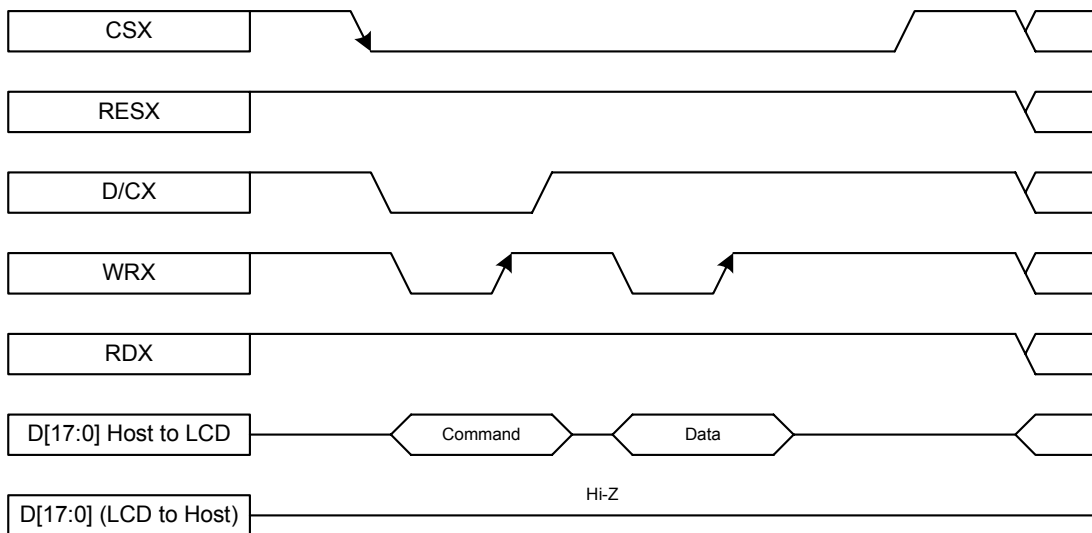 CSX
RESX
D/CX
WRX
RDX
D[17:0] Host to LCD
Command
Data
Hi-Z
D[17:0] (LCD to Host)